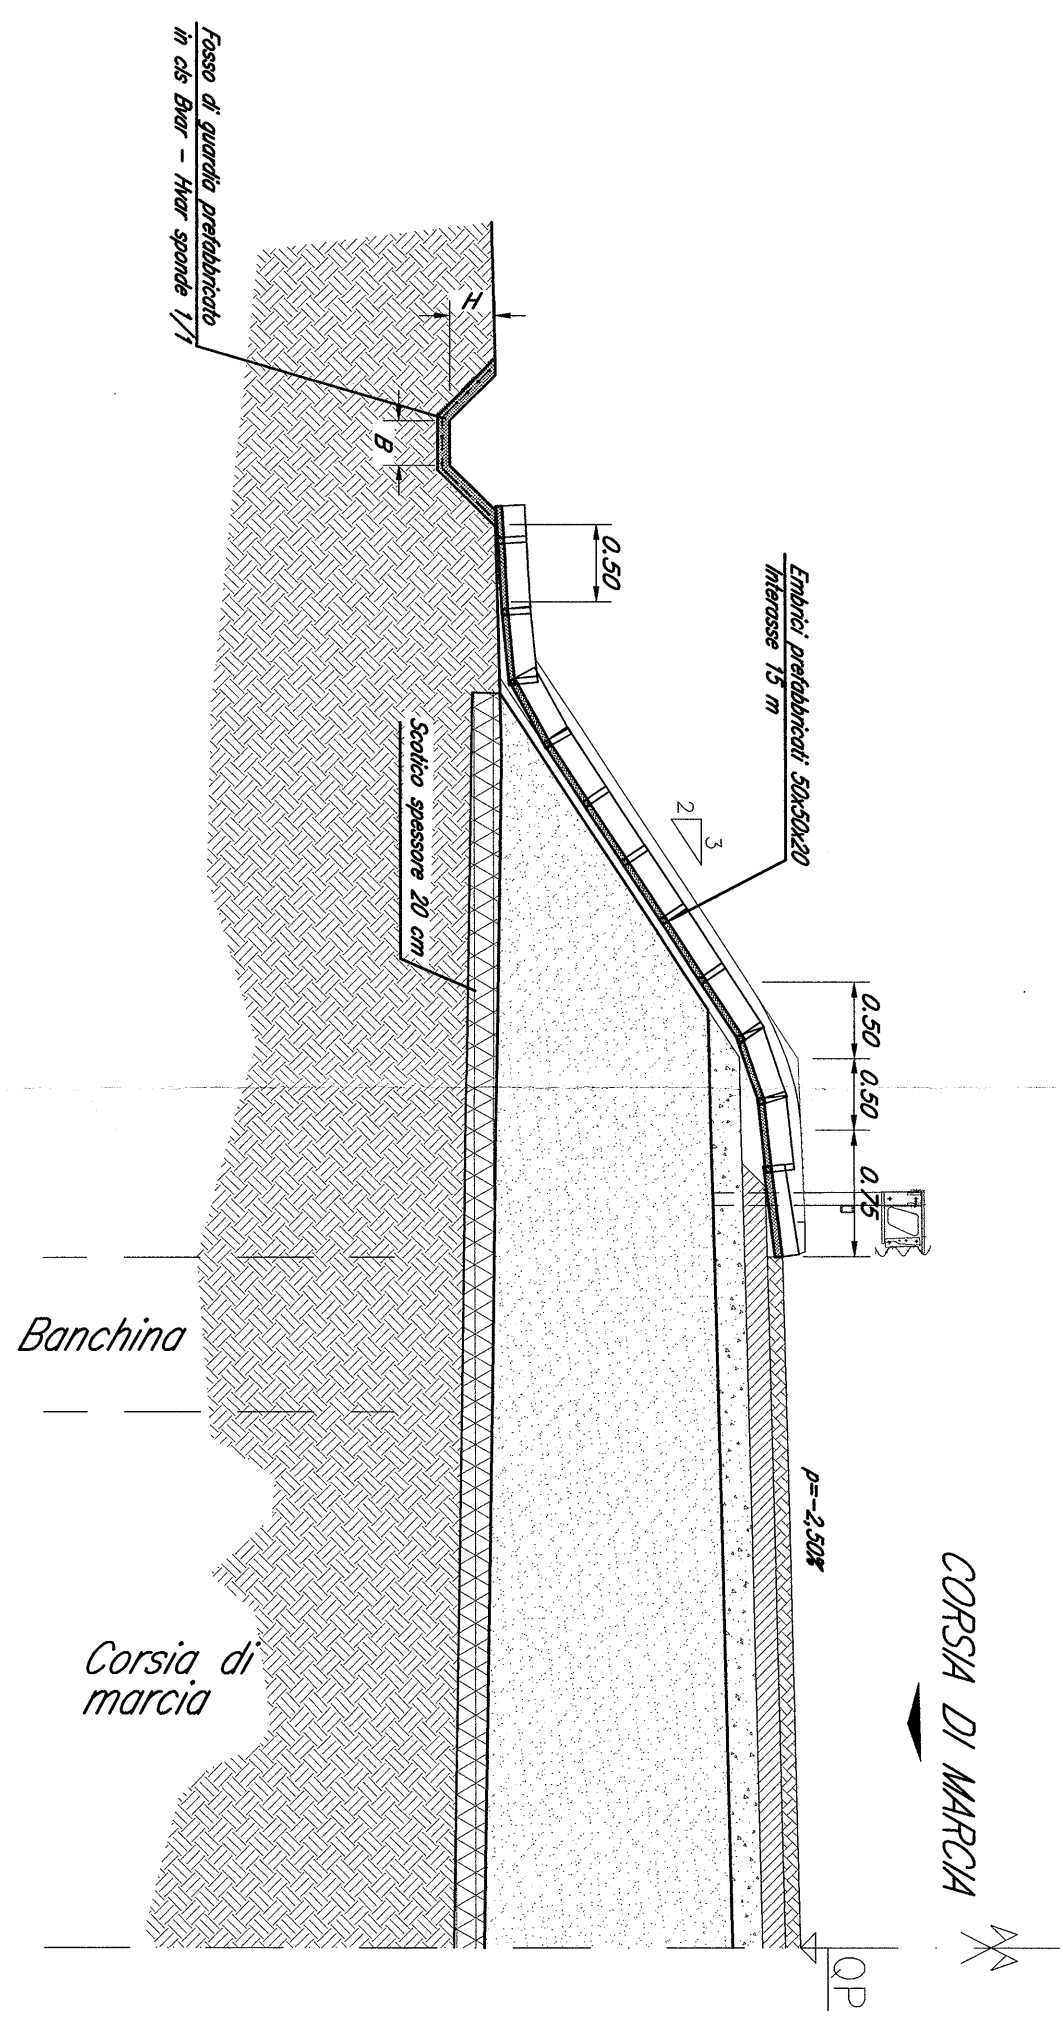 CORSIA DI MARCIA
QP
p=-2,50%
0.50
0.50
0.75
Embrici prefabbricati 50x50x20
Interasse 15 m
3
2
0.50
Scotico spessore 20 cm
H
B
Fosso di guardia prefabbricato
in cls Bvar - Hvar sponde 1/1
Banchina
Corsia di
marcia